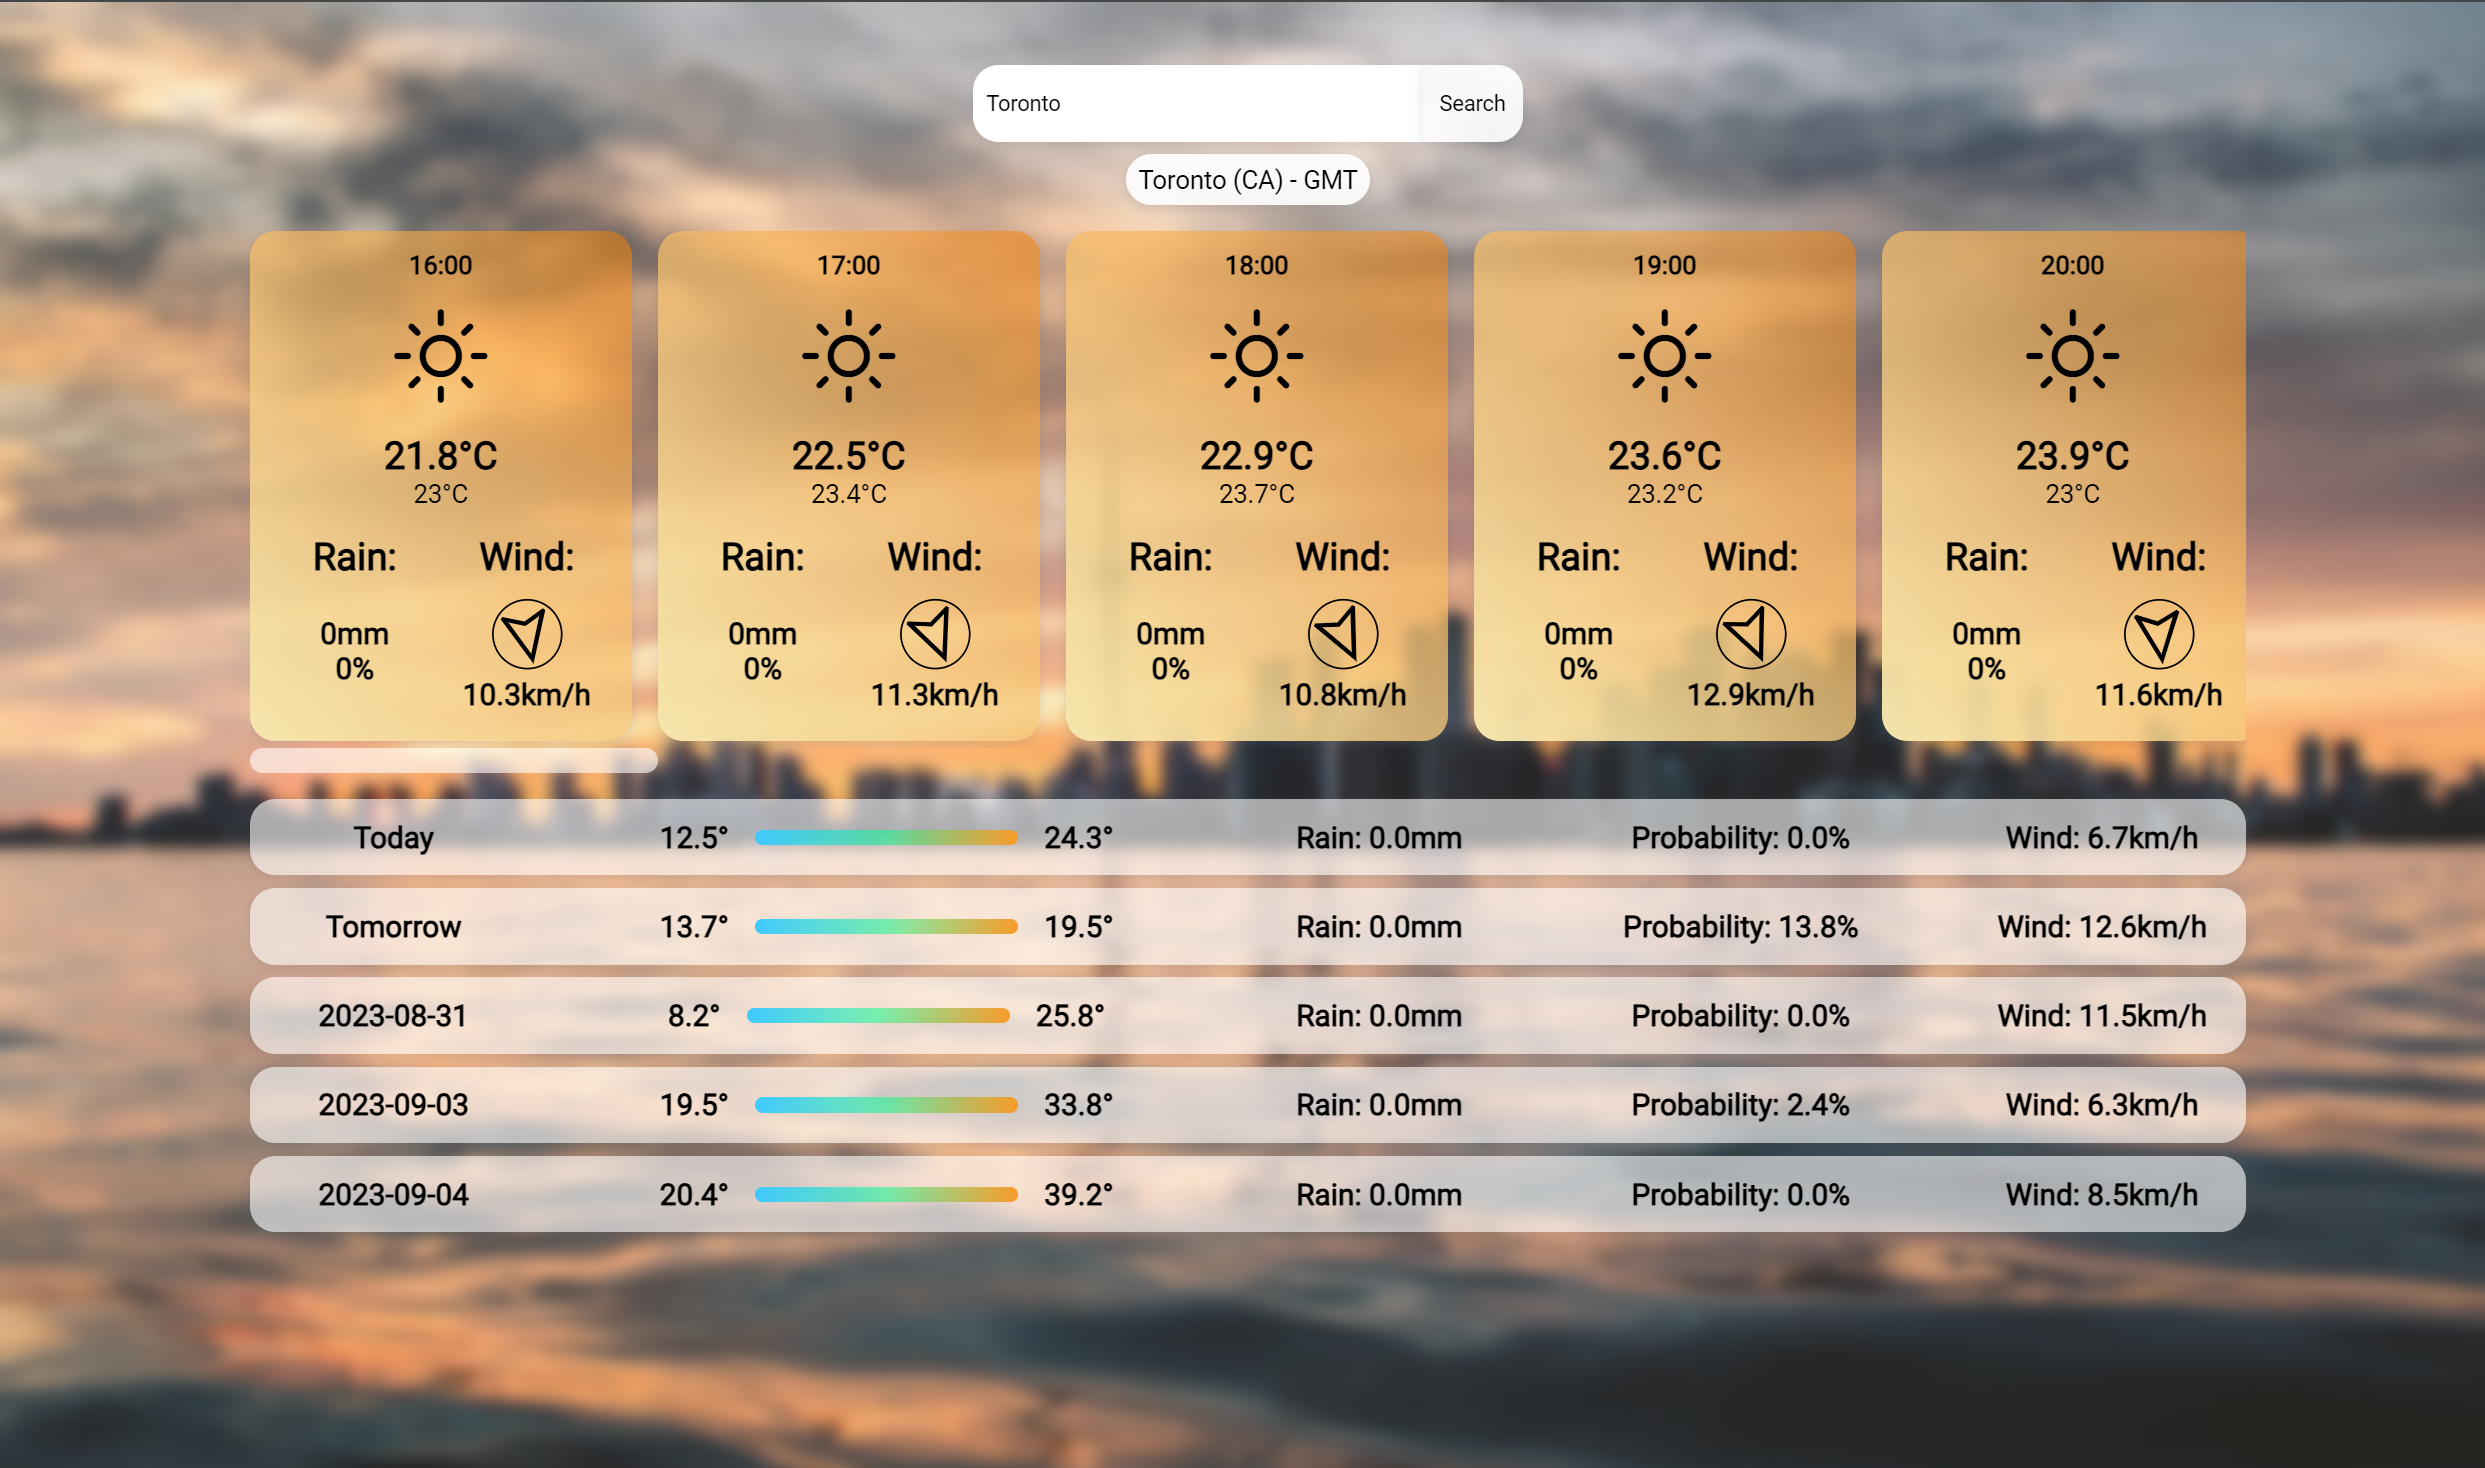 Toronto
Search
Toronto (CA) - GMT
16:00
21.8°C
23°C
Rain:
Wind:
0mm
0%
10.3km/h
17:00
22.5°C
23.4°C
Rain:
Wind:
0mm
0%
11.3km/h
18:00
22.9°C
23.7°C
Rain:
Wind:
0mm
0%
10.8km/h
19:00
23.6°C
23.2°C
Rain:
Wind:
0mm
0%
12.9km/h
20:00
23.9°C
23°C
Rain:
Wind:
0mm
0%
11.6km/h
Today 12.5° 24.3° Rain: 0.0mm Probability: 0.0% Wind: 6.7km/h
Tomorrow 13.7° 19.5° Rain: 0.0mm Probability: 13.8% Wind: 12.6km/h
2023-08-31 8.2° 25.8° Rain: 0.0mm Probability: 0.0% Wind: 11.5km/h
2023-09-03 19.5° 33.8° Rain: 0.0mm Probability: 2.4% Wind: 6.3km/h
2023-09-04 20.4° 39.2° Rain: 0.0mm Probability: 0.0% Wind: 8.5km/h